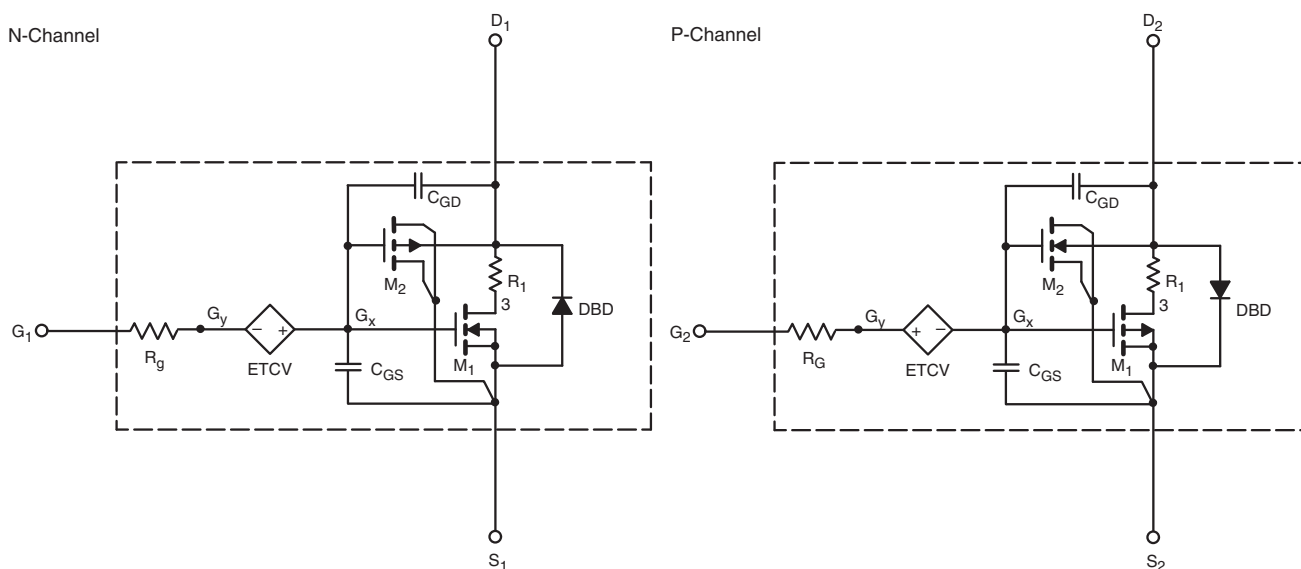 N-Channel
D1
CGD
M2
R1
3
DBD
G1
Rg
Gy
− +
ETCV
Gx
CGS
M1
S1
P-Channel
D2
CGD
M2
R1
3
DBD
G2
RG
Gy
+ −
ETCV
Gx
CGS
M1
S2